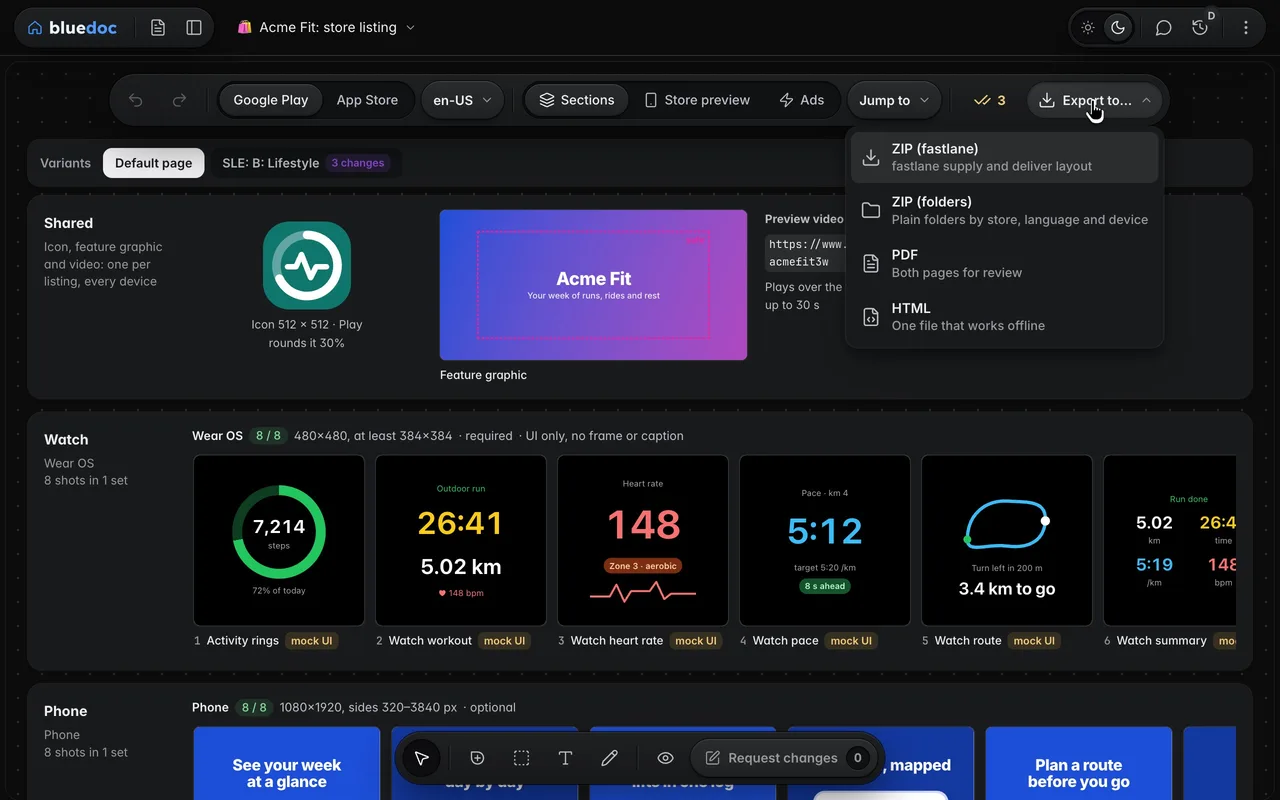 bluedoc
Acme Fit: store listing
D
Google Play
App Store
en-US
Sections
Store preview
Ads
Jump to
3
Export to...
ZIP (fastlane)
fastlane supply and deliver layout
ZIP (folders)
Plain folders by store, language and device
PDF
Both pages for review
HTML
One file that works offline
Variants
Default page
SLE: B: Lifestyle
3 changes
Shared
Icon, feature graphic
and video: one per
listing, every device
Icon 512 × 512 · Play
rounds it 30%
Acme Fit
Your week of runs, rides and rest
Feature graphic
Preview video
https://www.
acmefit3w
Plays over the
up to 30 s
Watch
Wear OS
8 shots in 1 set
Wear OS 8 / 8 480×480, at least 384×384 · required · UI only, no frame or caption
7,214
steps
72% of today
1 Activity rings mock UI
Outdoor run
26:41
5.02 km
148 bpm
2 Watch workout mock UI
Heart rate
148
Zone 3 · aerobic
3 Watch heart rate mock UI
Pace · km 4
5:12
target 5:20 /km
8 s ahead
4 Watch pace mock UI
Turn left in 200 m
3.4 km to go
5 Watch route mock UI
Run done
5.02 26:4
km time
5:19 148
/km bpm
6 Watch summary mo
Phone
Phone
8 shots in 1 set
Phone 8 / 8 1080×1920, sides 320–3840 px · optional
See your week
at a glance
day by day
lifts in one log
, mapped
Plan a route
before you go
Request changes 0